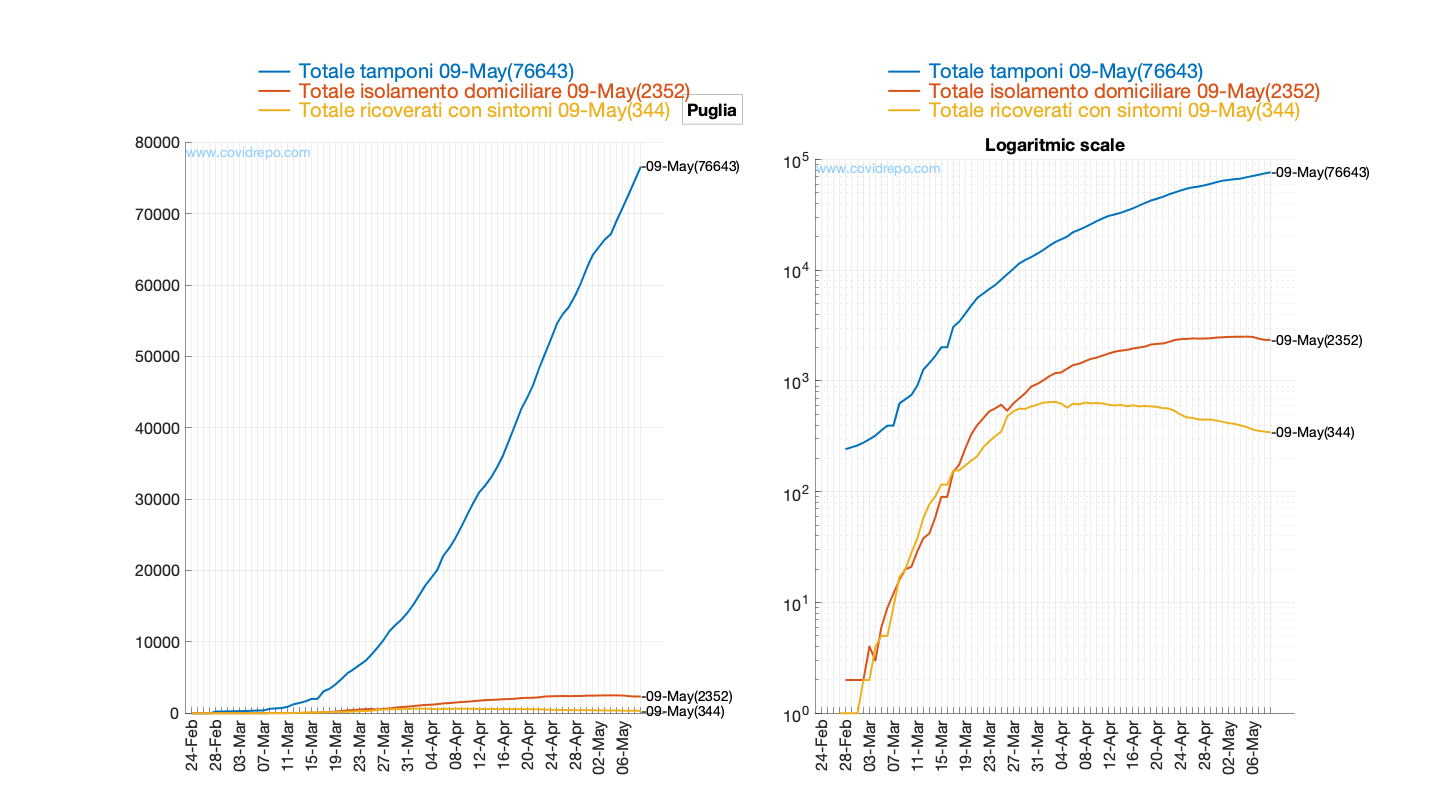 Totale tamponi 09-May(76643)
Totale isolamento domiciliare 09-May(2352)
Totale ricoverati con sintomi 09-May(344)
Puglia
www.covidrepo.com
80000
70000
60000
50000
40000
30000
20000
10000
0
-09-May(76643)
-09-May(2352)
-09-May(344)
24-Feb
28-Feb
03-Mar
07-Mar
11-Mar
15-Mar
19-Mar
23-Mar
27-Mar
31-Mar
04-Apr
08-Apr
12-Apr
16-Apr
20-Apr
24-Apr
28-Apr
02-May
06-May
Totale tamponi 09-May(76643)
Totale isolamento domiciliare 09-May(2352)
Totale ricoverati con sintomi 09-May(344)
Logaritmic scale
www.covidrepo.com
10^5
10^4
10^3
10^2
10^1
10^0
-09-May(76643)
-09-May(2352)
-09-May(344)
24-Feb
28-Feb
03-Mar
07-Mar
11-Mar
15-Mar
19-Mar
23-Mar
27-Mar
31-Mar
04-Apr
08-Apr
12-Apr
16-Apr
20-Apr
24-Apr
28-Apr
02-May
06-May